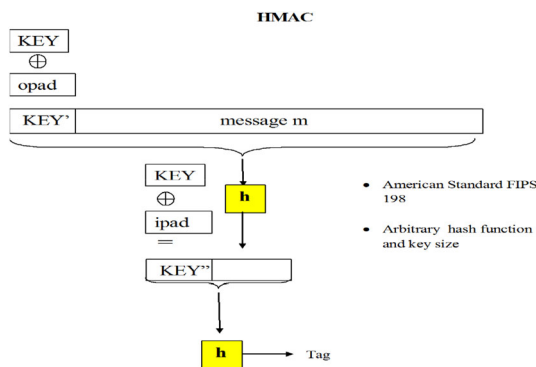 HMAC
KEY
⊕
opad
KEY' message m
KEY
⊕
ipad
=
h
• American Standard FIPS
198
• Arbitrary hash function
and key size
KEY"
h
Tag